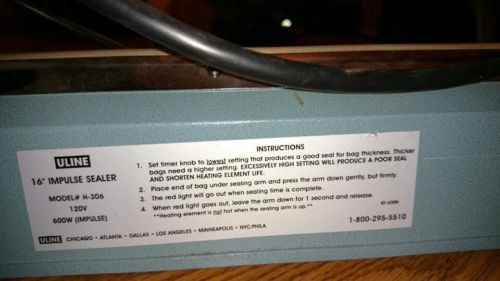 ULINE
16" IMPULSE SEALER
MODEL# H-306
120V
600W (IMPULSE)
INSTRUCTIONS
1. Set timer knob to lowest setting that produces a good seal for bag thickness. Thicker
bags need a higher setting. EXCESSIVELY HIGH SETTING WILL PRODUCE A POOR SEAL
AND SHORTEN HEATING ELEMENT LIFE.
2. Place end of bag under sealing arm and press the arm down gently, but firmly.
3. The red light will go out when sealing time is complete.
4. When red light goes out, leave the arm down for 1 second and release.
**Heating element is not hot when the sealing arm is up.**
1-800-295-5510
ULINE CHICAGO • ATLANTA • DALLAS • LOS ANGELES • MINNEAPOLIS • NYC/PHILA